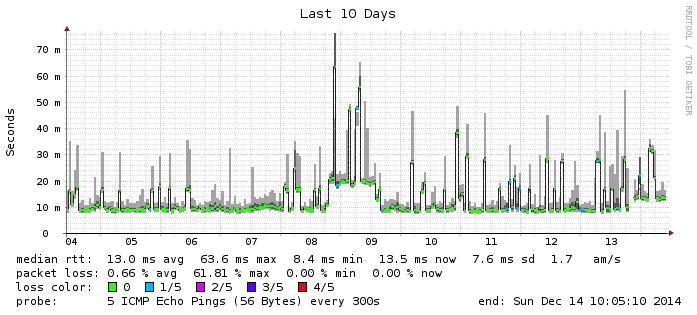 Last 10 Days
RRDTOOL / TOBI OETIKER
Seconds
70 m
60 m
50 m
40 m
30 m
20 m
10 m
0
04 05 06 07 08 09 10 11 12 13
median rtt: 13.0 ms avg 63.6 ms max 8.4 ms min 13.5 ms now 7.6 ms sd 1.7 am/s
packet loss: 0.66 % avg 61.81 % max 0.00 % min 0.00 % now
loss color: 0 1/5 2/5 3/5 4/5
probe: 5 ICMP Echo Pings (56 Bytes) every 300s end: Sun Dec 14 10:05:10 2014